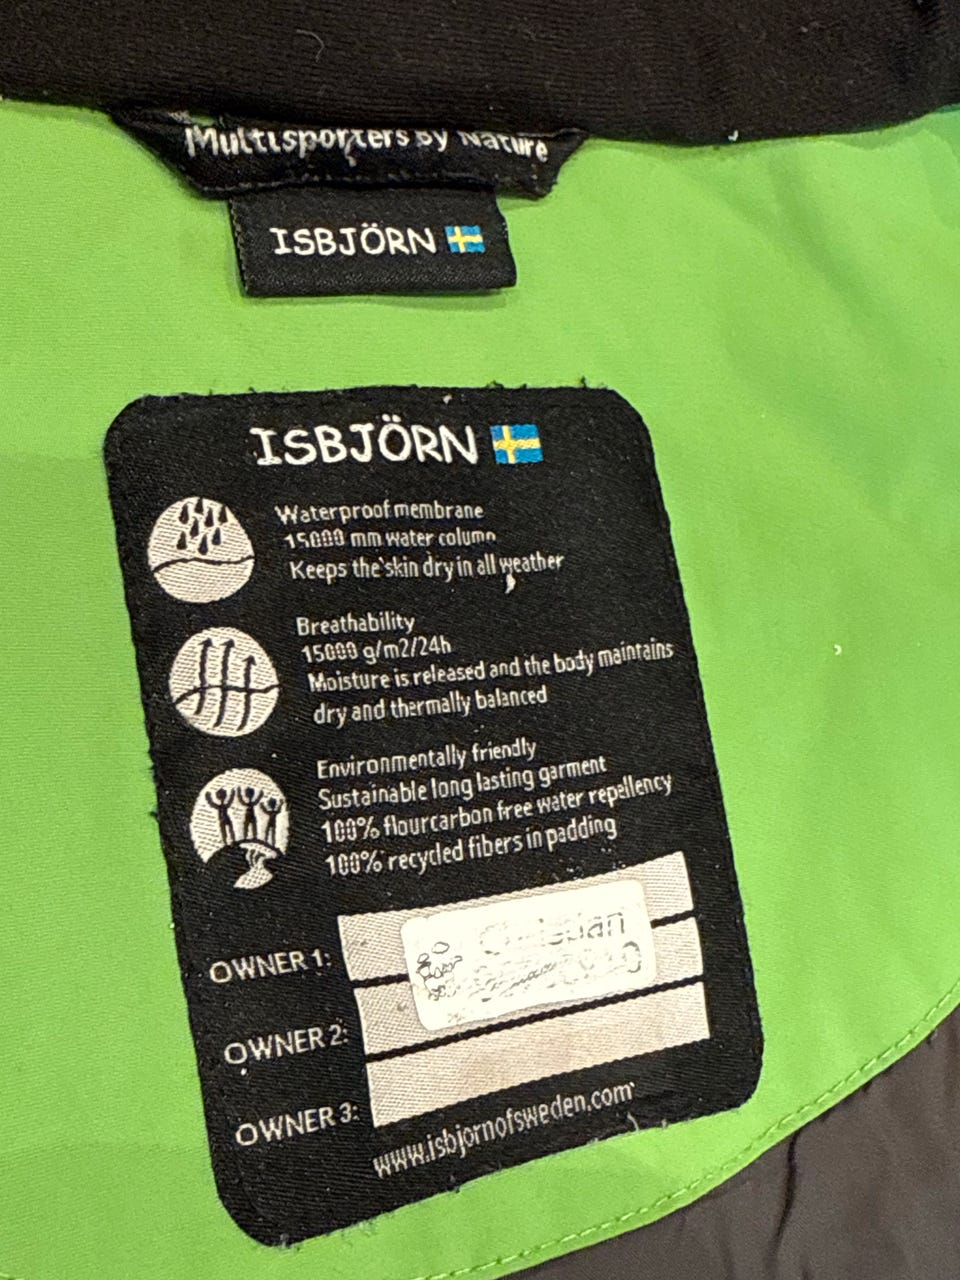 Multisporters by Nature
ISBJÖRN
ISBJÖRN
Waterproof membrane
15000 mm water column
Keeps the skin dry in all weather
Breathability
15000 g/m2/24h
Moisture is released and the body maintains
dry and thermally balanced
Environmentally friendly
Sustainable long lasting garment
100% flourcarbon free water repellency
100% recycled fibers in padding
OWNER 1:
OWNER 2:
OWNER 3:
www.isbjornofsweden.com